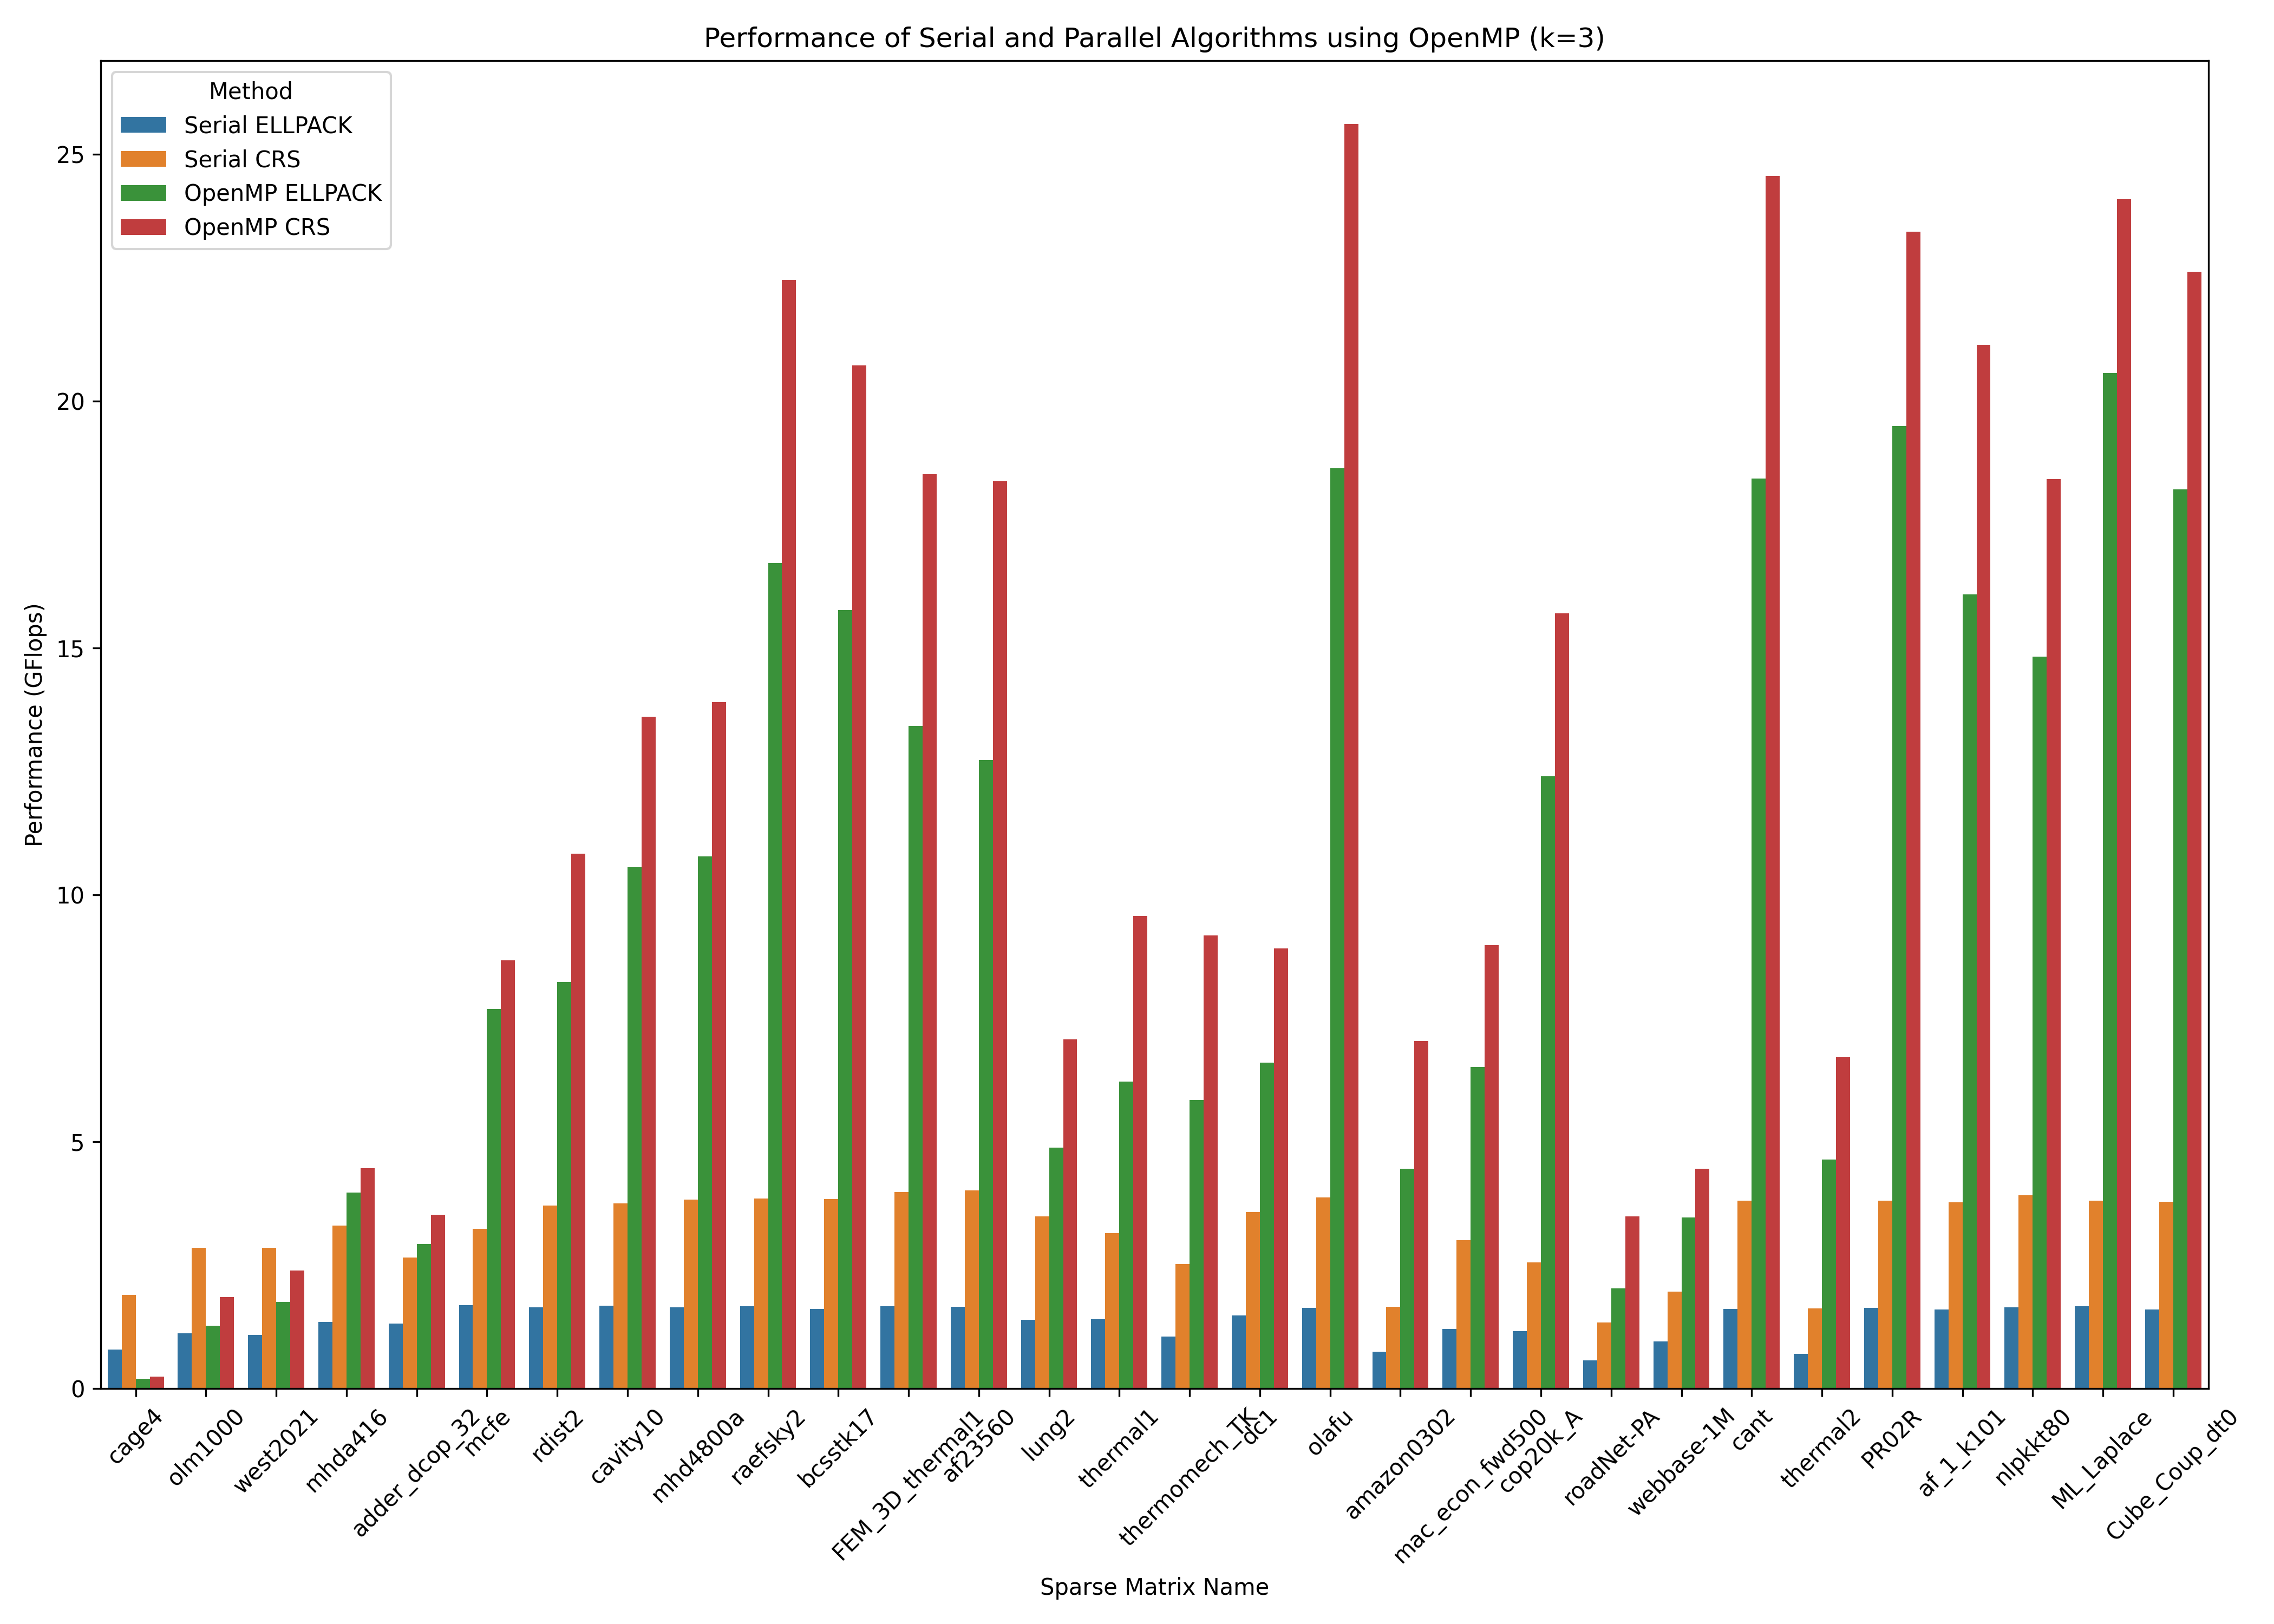 Performance of Serial and Parallel Algorithms using OpenMP (k=3)
Method
Serial ELLPACK
Serial CRS
OpenMP ELLPACK
OpenMP CRS
Performance (GFlops)
25
20
15
10
5
0
cage4
olm1000
west2021
mhda416
adder_dcop_32
mcfe
rdist2
cavity10
mhd4800a
raefsky2
bcsstk17
FEM_3D_thermal1
af23560
lung2
thermal1
thermomech_TK
dc1
olafu
amazon0302
mac_econ_fwd500
cop20k_A
roadNet-PA
webbase-1M
cant
thermal2
PR02R
af_1_k101
nlpkkt80
ML_Laplace
Cube_Coup_dt0
Sparse Matrix Name